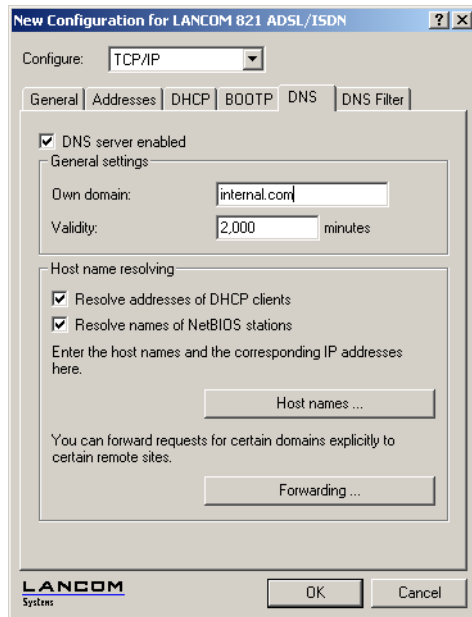 New Configuration for LANCOM 821 ADSL/ISDN
Configure: TCP/IP
General Addresses DHCP BOOTP DNS DNS Filter
DNS server enabled
General settings
Own domain: internal.com
Validity: 2,000 minutes
Host name resolving
Resolve addresses of DHCP clients
Resolve names of NetBIOS stations
Enter the host names and the corresponding IP addresses
here.
Host names ...
You can forward requests for certain domains explicitly to
certain remote sites.
Forwarding ...
LANCOM
Systems
OK Cancel